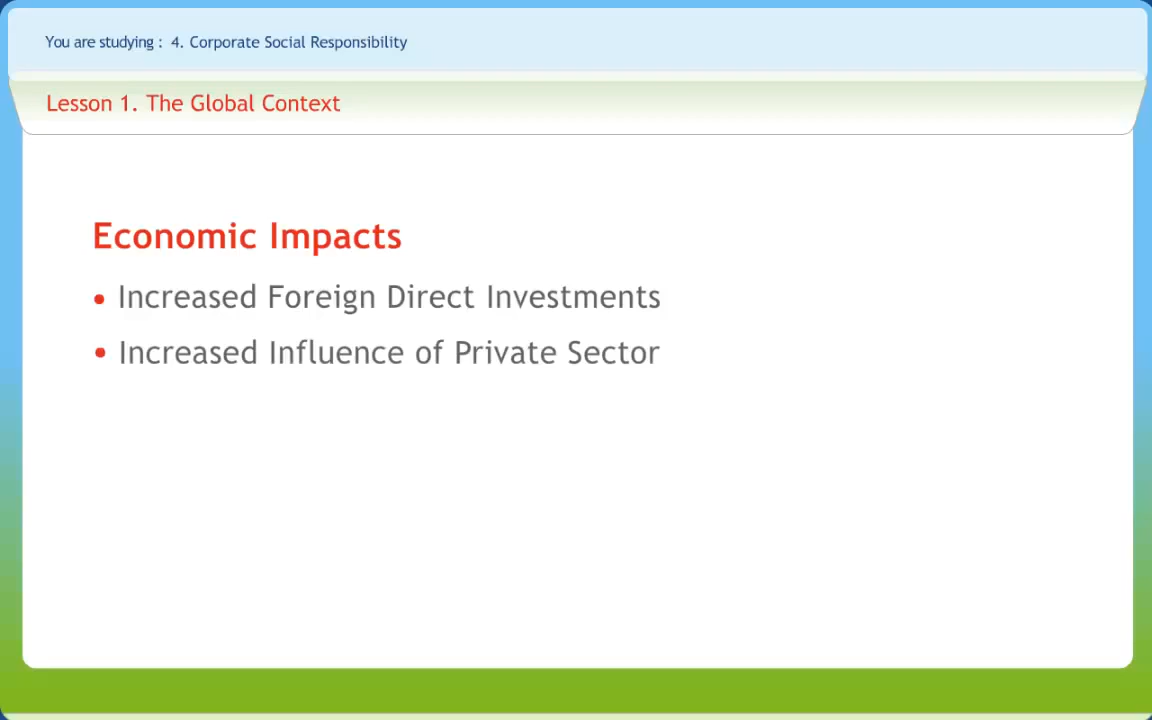 You are studying : 4. Corporate Social Responsibility
Lesson 1. The Global Context
Economic Impacts
• Increased Foreign Direct Investments
• Increased Influence of Private Sector